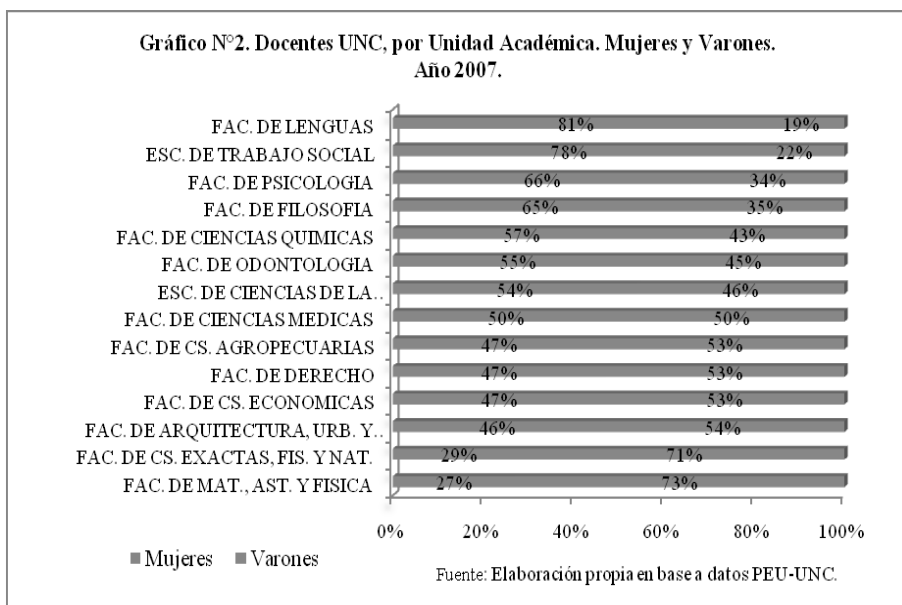 Gráfico N°2. Docentes UNC, por Unidad Académica. Mujeres y Varones.
Año 2007.
FAC. DE LENGUAS 81% 19%
ESC. DE TRABAJO SOCIAL 78% 22%
FAC. DE PSICOLOGIA 66% 34%
FAC. DE FILOSOFIA 65% 35%
FAC. DE CIENCIAS QUIMICAS 57% 43%
FAC. DE ODONTOLOGIA 55% 45%
ESC. DE CIENCIAS DE LA.. 54% 46%
FAC. DE CIENCIAS MEDICAS 50% 50%
FAC. DE CS. AGROPECUARIAS 47% 53%
FAC. DE DERECHO 47% 53%
FAC. DE CS. ECONOMICAS 47% 53%
FAC. DE ARQUITECTURA, URB. Y.. 46% 54%
FAC. DE CS. EXACTAS, FIS. Y NAT. 29% 71%
FAC. DE MAT., AST. Y FISICA 27% 73%
0% 20% 40% 60% 80% 100%
Mujeres Varones
Fuente: Elaboración propia en base a datos PEU-UNC.